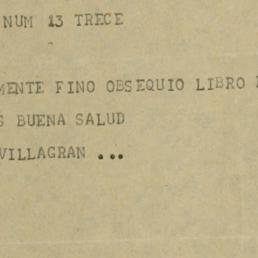 NUM 13 TRECE
MENTE FINO OBSEQUIO LIBRO
S BUENA SALUD
VILLAGRAN ...